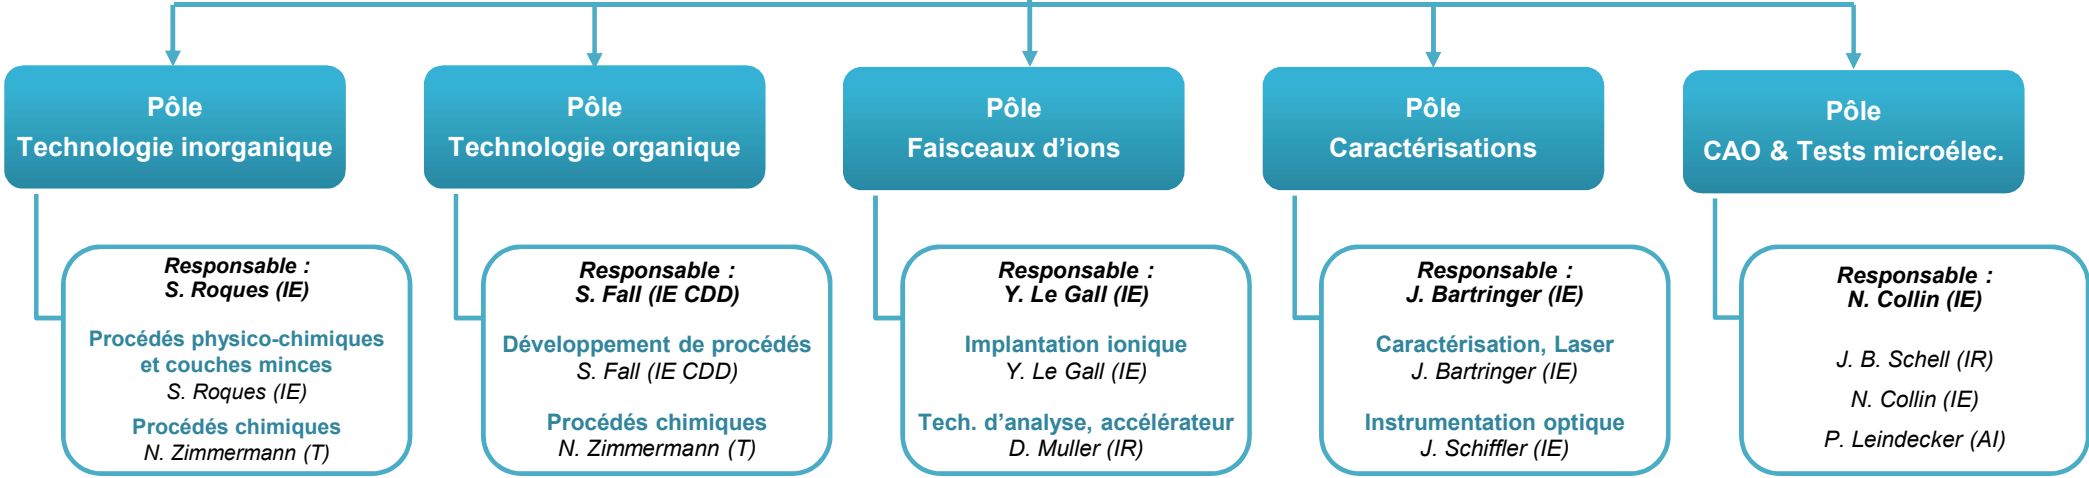 Pôle
Technologie inorganique
Responsable :
S. Roques (IE)
Procédés physico-chimiques
et couches minces
S. Roques (IE)
Procédés chimiques
N. Zimmermann (T)
Pôle
Technologie organique
Responsable :
S. Fall (IE CDD)
Développement de procédés
S. Fall (IE CDD)
Procédés chimiques
N. Zimmermann (T)
Pôle
Faisceaux d’ions
Responsable :
Y. Le Gall (IE)
Implantation ionique
Y. Le Gall (IE)
Tech. d’analyse, accélérateur
D. Muller (IR)
Pôle
Caractérisations
Responsable :
J. Bartringer (IE)
Caractérisation, Laser
J. Bartringer (IE)
Instrumentation optique
J. Schiffler (IE)
Pôle
CAO & Tests microélec.
Responsable :
N. Collin (IE)
J. B. Schell (IR)
N. Collin (IE)
P. Leindecker (AI)